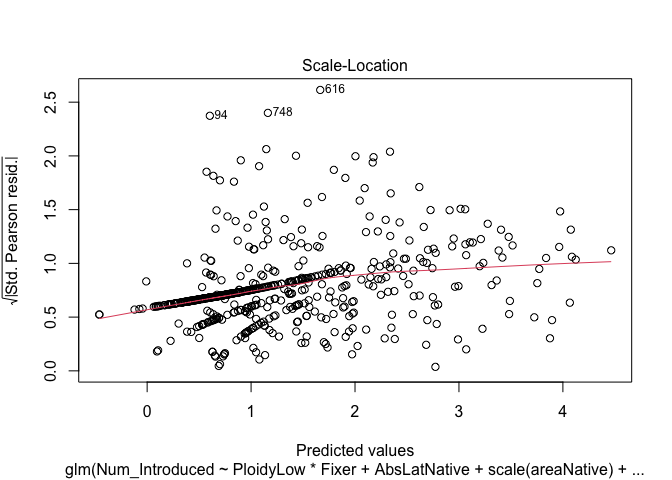 Scale-Location
√|Std. Pearson resid.|
2.5
2.0
1.5
1.0
0.5
0.0
616
94
748
0 1 2 3 4
Predicted values
glm(Num_Introduced ~ PloidyLow * Fixer + AbsLatNative + scale(areaNative) + ...